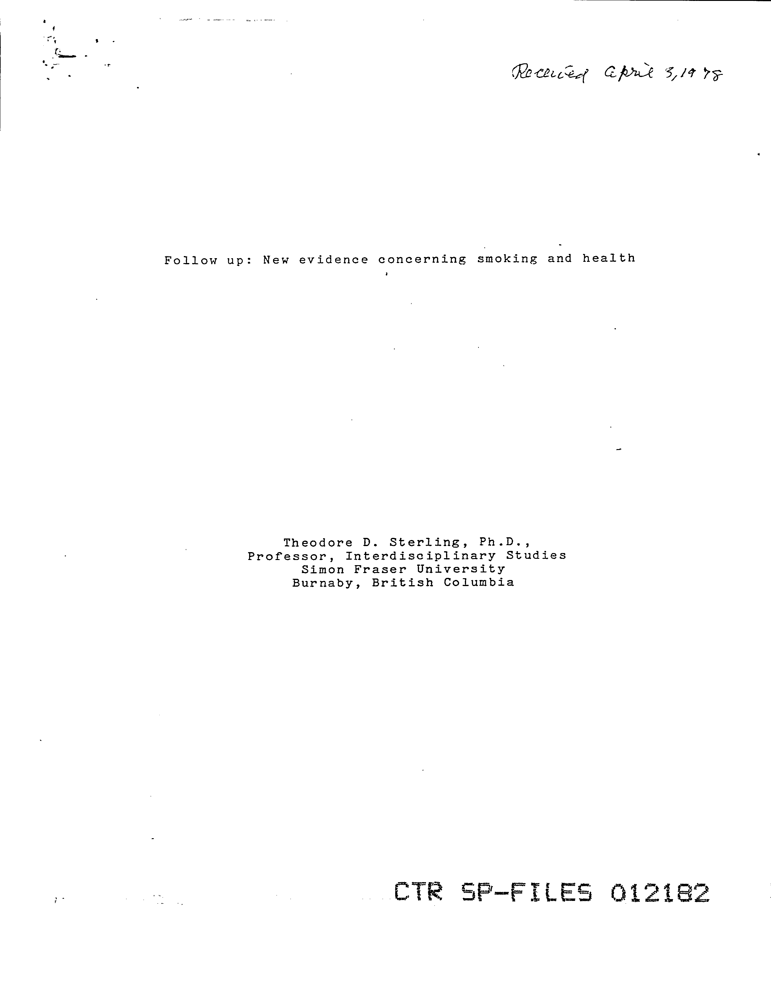 Received April 3, 1978
Follow up: New evidence concerning smoking and health
Theodore D. Sterling, Ph.D.,
Professor, Interdisciplinary Studies
Simon Fraser University
Burnaby, British Columbia
CTR SP-FILES 012182